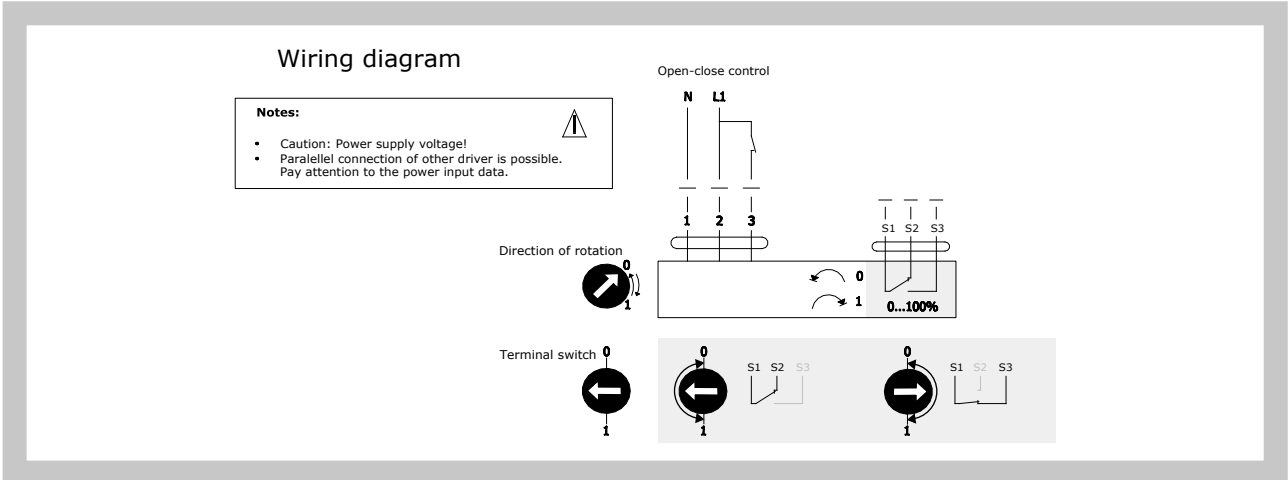 Wiring diagram
Open-close control
N L1
Notes:
• Caution: Power supply voltage!
• Paralellel connection of other driver is possible.
Pay attention to the power input data.
1 2 3
S1 S2 S3
Direction of rotation
0
1
0
1
0...100%
Terminal switch
0
1
0
1
S1 S2 S3
0
1
S1 S2 S3